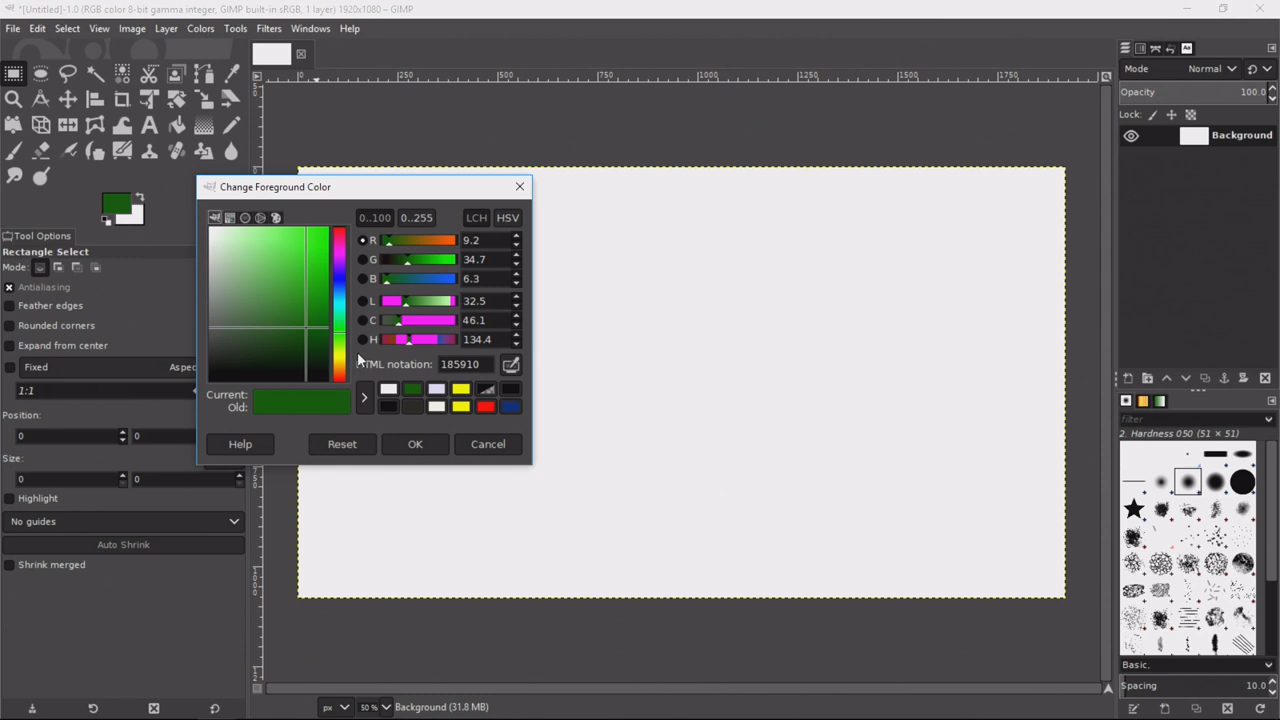 *[Untitled]-1.0 (RGB color 8-bit gamma integer, GIMP built-in sRGB, 1 layer) 1920x1080 – GIMP
File Edit Select View Image Layer Colors Tools Filters Windows Help
0 250 500 750 1000 1250 1500 1750
Mode Normal
Opacity 100.0
Lock:
Background
Change Foreground Color
0..100 0..255 LCH HSV
R 9.2
G 34.7
B 6.3
L 32.5
C 46.1
H 134.4
HTML notation: 185910
Current:
Old:
Help Reset OK Cancel
Tool Options
Rectangle Select
Mode:
Antialiasing
Feather edges
Rounded corners
Expand from center
Fixed Aspec
1:1
Position:
0 0
Size:
0 0
Highlight
No guides
Auto Shrink
Shrink merged
filter
2. Hardness 050 (51 × 51)
Basic,
Spacing 10.0
px 50 % Background (31.8 MB)